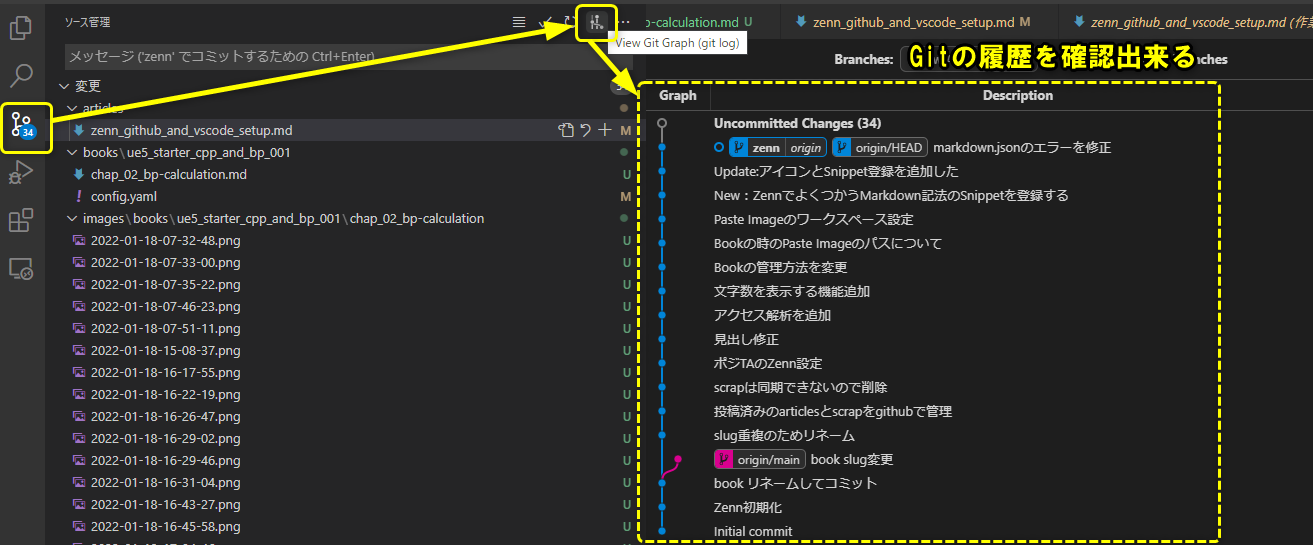 ソース管理
bp-calculation.md U
zenn_github_and_vscode_setup.md M
zenn_github_and_vscode_setup.md (作業
View Git Graph (git log)
メッセージ ('zenn' でコミットするための Ctrl+Enter)
Branches:
Gitの履歴を確認出来る
変更
articles
34
zenn_github_and_vscode_setup.md M
books\ue5_starter_cpp_and_bp_001
chap_02_bp-calculation.md U
config.yaml M
images\books\ue5_starter_cpp_and_bp_001\chap_02_bp-calculation
2022-01-18-07-32-48.png U
2022-01-18-07-33-00.png U
2022-01-18-07-35-22.png U
2022-01-18-07-46-23.png U
2022-01-18-07-51-11.png U
2022-01-18-15-08-37.png U
2022-01-18-16-17-55.png U
2022-01-18-16-22-19.png U
2022-01-18-16-26-47.png U
2022-01-18-16-29-02.png U
2022-01-18-16-29-46.png U
2022-01-18-16-31-04.png U
2022-01-18-16-43-27.png U
2022-01-18-16-45-58.png U
Graph Description
Uncommitted Changes (34)
zenn origin origin/HEAD markdown.jsonのエラーを修正
Update:アイコンとSnippet登録を追加した
New：ZennでよくつかうMarkdown記法のSnippetを登録する
Paste Imageのワークスペース設定
Bookの時のPaste Imageのパスについて
Bookの管理方法を変更
文字数を表示する機能追加
アクセス解析を追加
見出し修正
ポジTAのZenn設定
scrapは同期できないので削除
投稿済みのarticlesとscrapをgithubで管理
slug重複のためリネーム
origin/main book slug変更
book リネームしてコミット
Zenn初期化
Initial commit